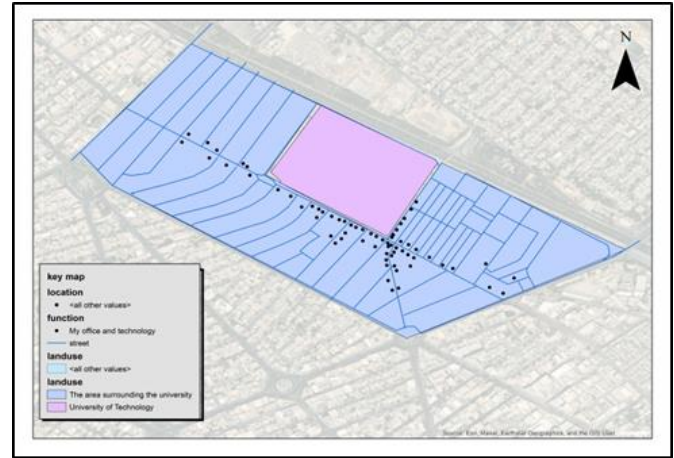 N
key map
location
<all other values>
function
My office and technology
street
landuse
<all other values>
landuse
The area surrounding the university
University of Technology
Source: Esri, Maxar, Earthstar Geographics, and the GIS User